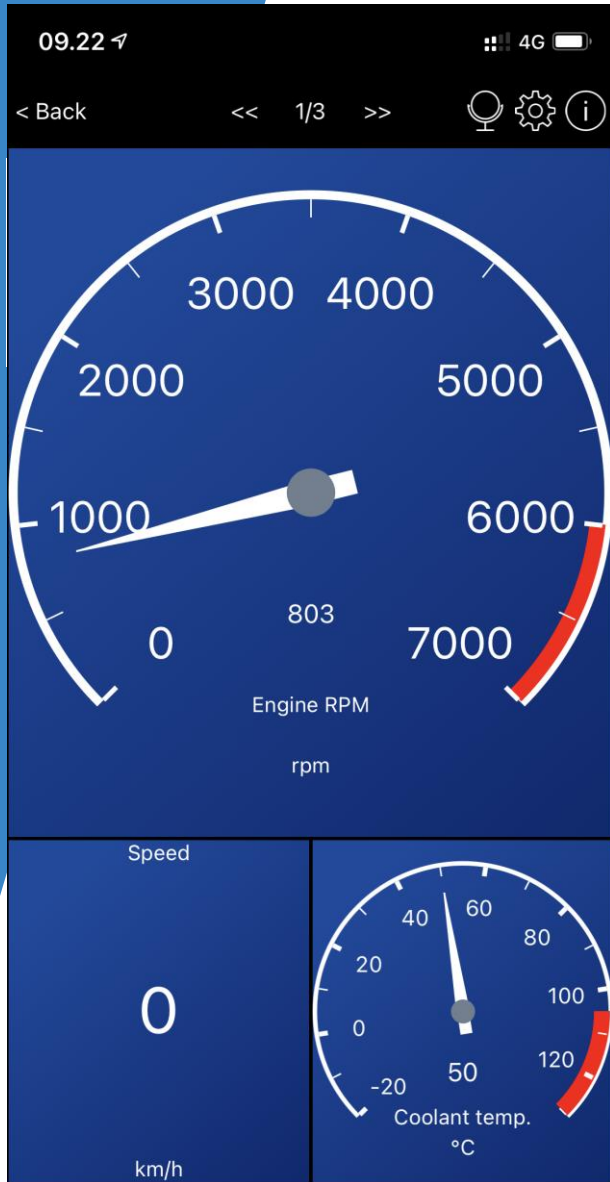 09.22
4G
< Back
<<
1/3
>>
i
3000
4000
2000
5000
1000
6000
803
0
7000
Engine RPM
rpm
Speed
0
km/h
40
60
20
80
0
100
-20
120
50
Coolant temp.
°C